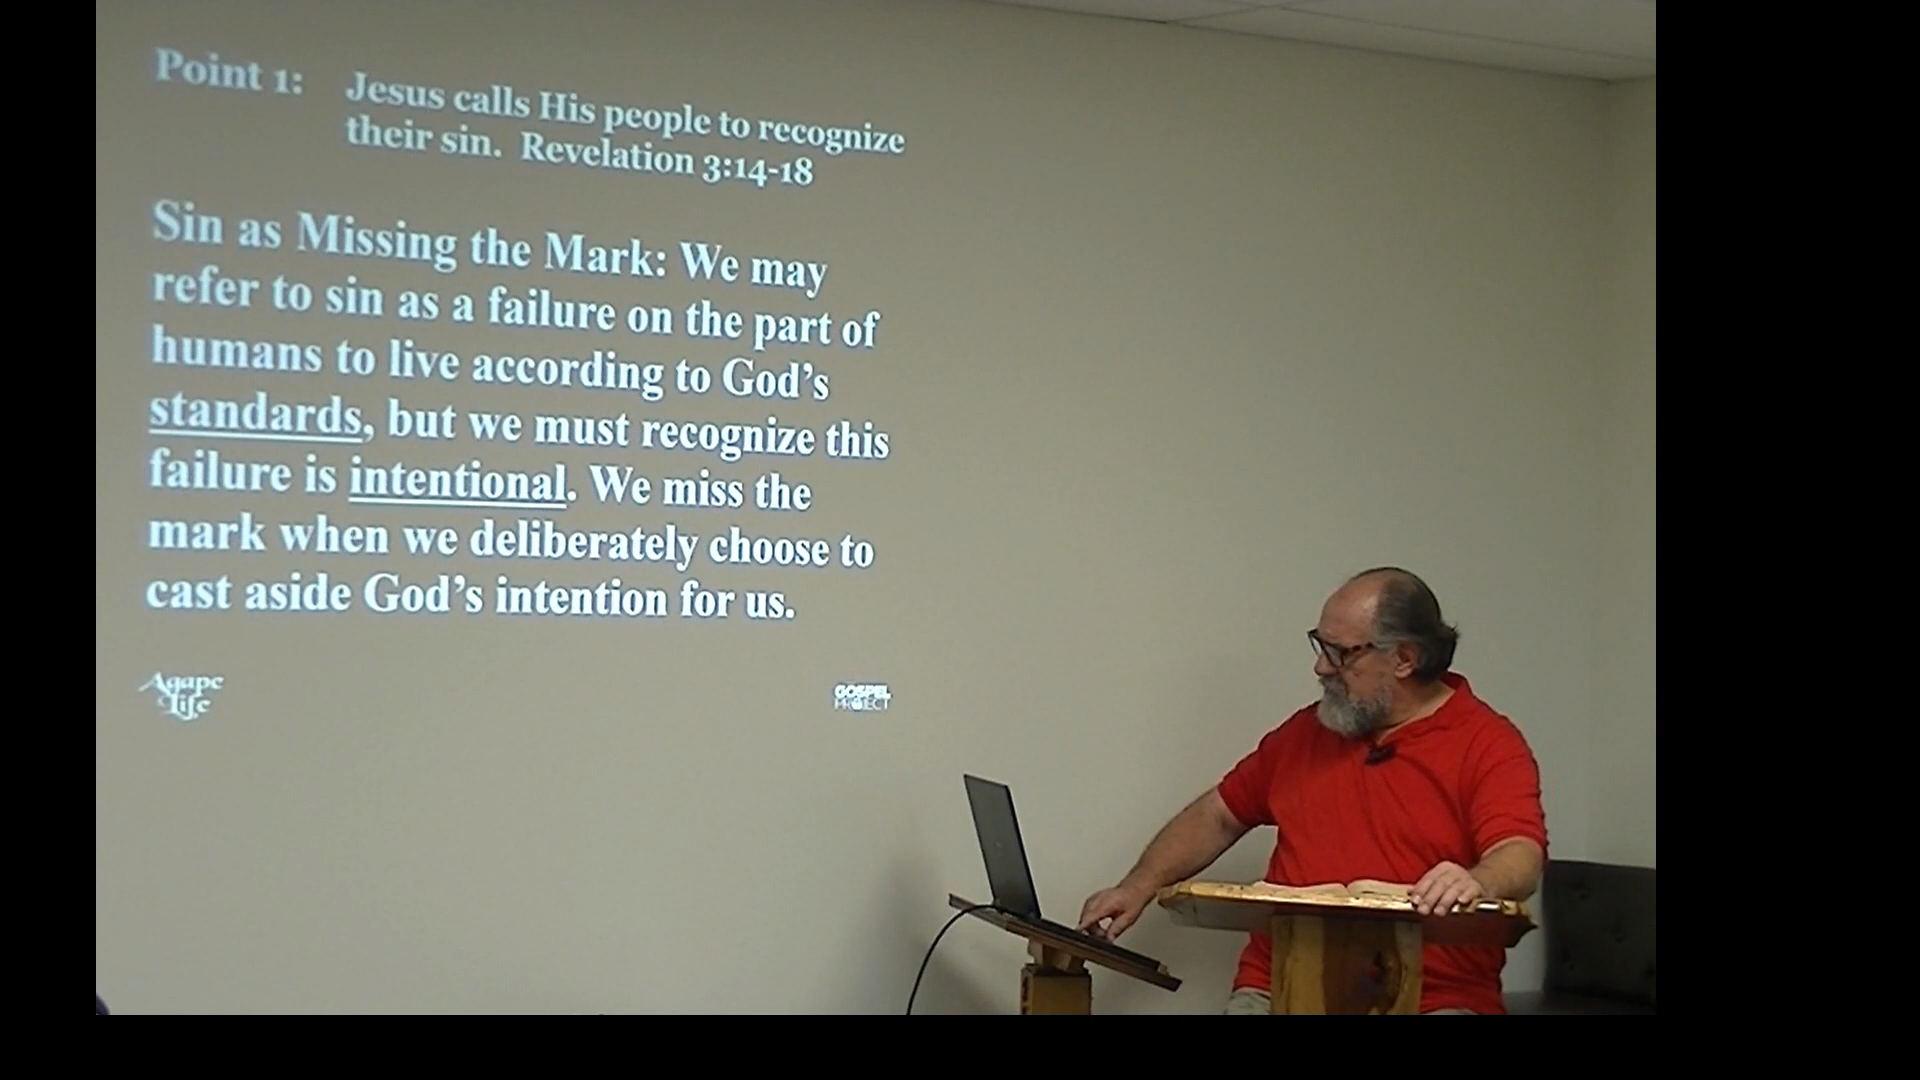 Point 1: Jesus calls His people to recognize
their sin. Revelation 3:14-18
Sin as Missing the Mark: We may
refer to sin as a failure on the part of
humans to live according to God’s
standards, but we must recognize this
failure is intentional. We miss the
mark when we deliberately choose to
cast aside God’s intention for us.
Agape
Life
GOSPEL
PROJECT